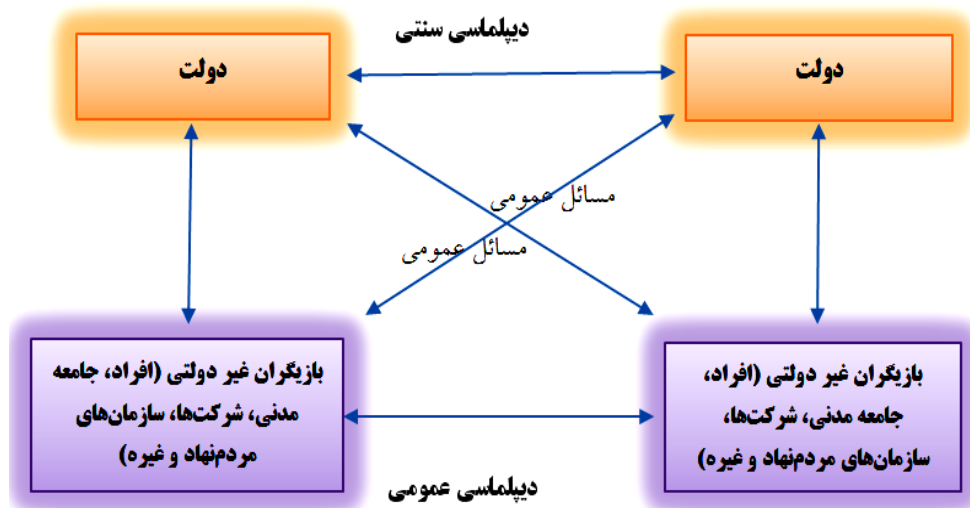 دیپلماسی سنتی
دولت
دولت
مسائل عمومی
مسائل عمومی
بازیگران غیر دولتی (افراد،
جامعه مدنی، شرکت‌ها،
سازمان‌های مردم‌نهاد و غیره)
بازیگران غیر دولتی (افراد، جامعه
مدنی، شرکت‌ها، سازمان‌های
مردم‌نهاد و غیره)
دیپلماسی عمومی